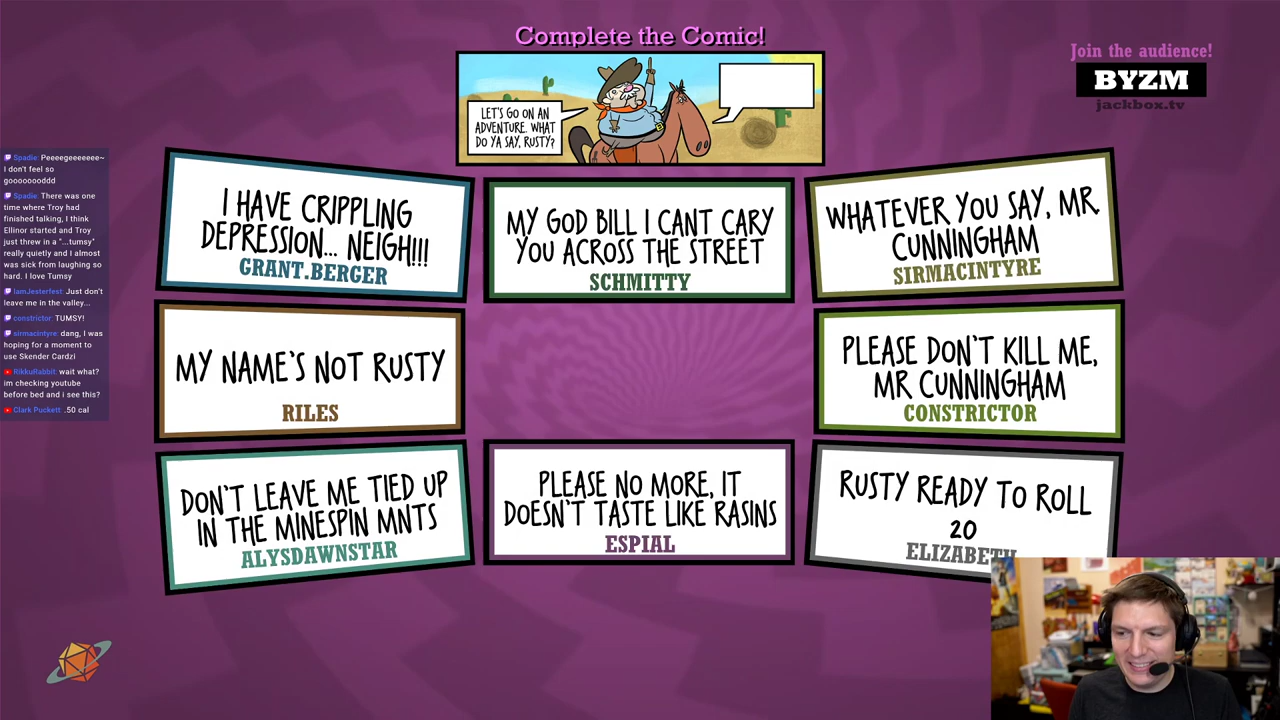 Complete the Comic!
Join the audience!
BYZM
jackbox.tv
LET'S GO ON AN
ADVENTURE. WHAT
DO YA SAY, RUSTY?
I HAVE CRIPPLING
DEPRESSION... NEIGH!!!
GRANT.BERGER
MY GOD BILL I CANT CARY
YOU ACROSS THE STREET
SCHMITTY
WHATEVER YOU SAY, MR
CUNNINGHAM
SIRMACINTYRE
MY NAME'S NOT RUSTY
RILES
PLEASE DON'T KILL ME,
MR CUNNINGHAM
CONSTRICTOR
DON'T LEAVE ME TIED UP
IN THE MINESPIN MNTS
ALYSDAWNSTAR
PLEASE NO MORE, IT
DOESN'T TASTE LIKE RASINS
ESPIAL
RUSTY READY TO ROLL
20
ELIZABETH
Spadie: Peeeegeeeeeee~
I don't feel so
gooooooddd
Spadie: There was one
time where Troy had
finished talking, I think
Ellinor started and Troy
just threw in a "...tumsy"
really quietly and I almost
was sick from laughing so
hard. I love Tumsy
IamJesterfest: Just don't
leave me in the valley...
constrictor: TUMSY!
sirmacintyre: dang, I was
hoping for a moment to
use Skender Cardzi
RikkuRabbit: wait what?
im checking youtube
before bed and i see this?
Clark Puckett: .50 cal